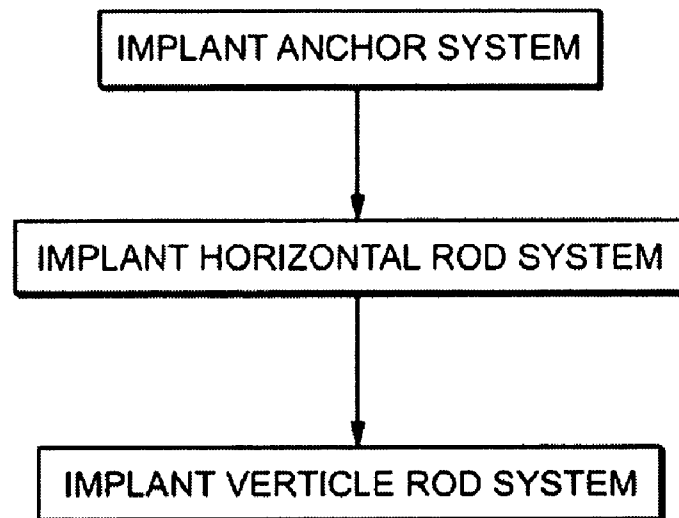 IMPLANT ANCHOR SYSTEM
IMPLANT HORIZONTAL ROD SYSTEM
IMPLANT VERTICLE ROD SYSTEM